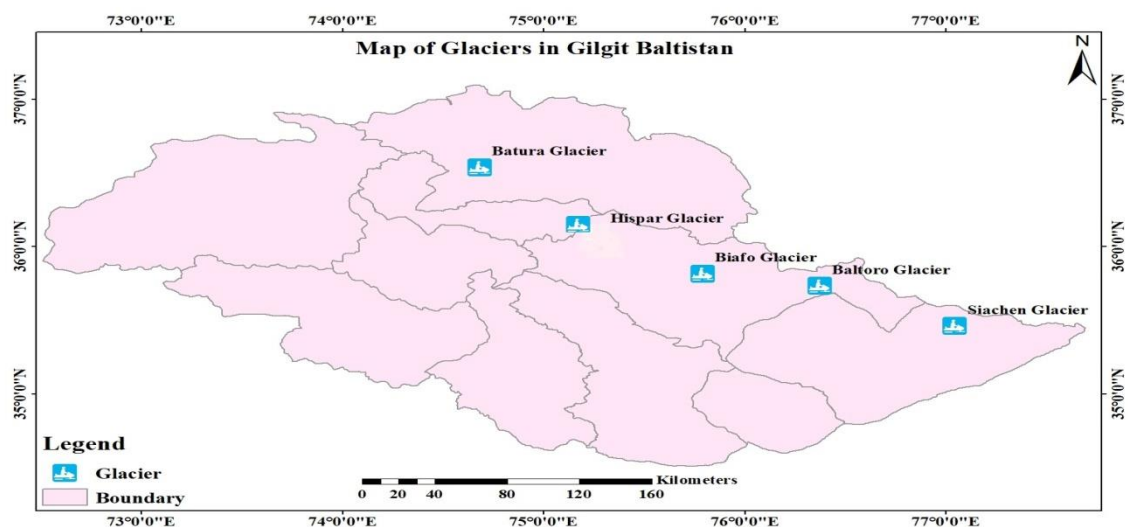 73°0'0"E 74°0'0"E 75°0'0"E 76°0'0"E 77°0'0"E
Map of Glaciers in Gilgit Baltistan
N
37°0'0"N 37°0'0"N
Batura Glacier
Hispar Glacier
36°0'0"N 36°0'0"N
Biafo Glacier
Baltoro Glacier
Siachen Glacier
35°0'0"N 35°0'0"N
Legend
Glacier
Boundary
Kilometers
0 20 40 80 120 160
73°0'0"E 74°0'0"E 75°0'0"E 76°0'0"E 77°0'0"E